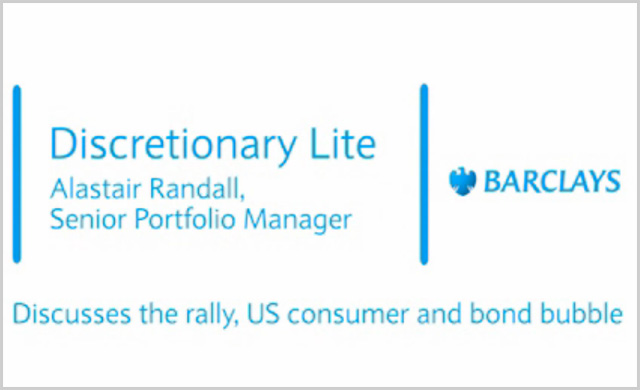 Discretionary Lite
Alastair Randall,
Senior Portfolio Manager
BARCLAYS
Discusses the rally, US consumer and bond bubble